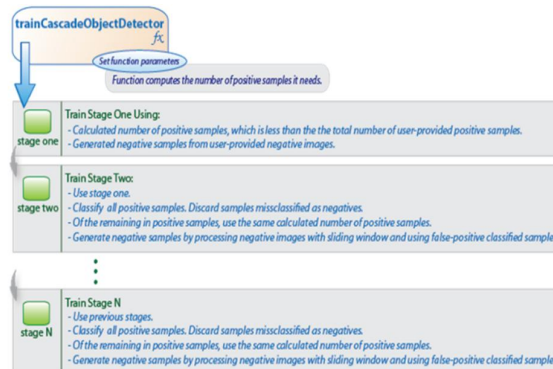 trainCascadeObjectDetector
fx
Set function parameters
Function computes the number of positive samples it needs.
stage one
Train Stage One Using:
- Calculated number of positive samples, which is less than the the total number of user-provided positive samples.
- Generated negative samples from user-provided negative images.
stage two
Train Stage Two:
- Use stage one.
- Classify all positive samples. Discard samples missclassified as negatives.
- Of the remaining in positive samples, use the same calculated number of positive samples.
- Generate negative samples by processing negative images with sliding window and using false-positive classified sample
stage N
Train Stage N
- Use previous stages.
- Classify all positive samples. Discard samples missclassified as negatives.
- Of the remaining in positive samples, use the same calculated number of positive samples.
- Generate negative samples by processing negative images with sliding window and using false-positive classified sample